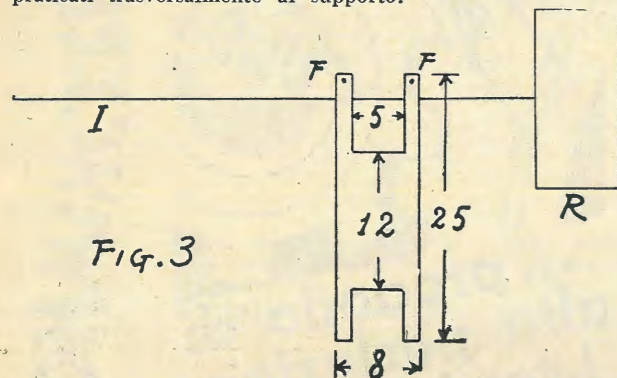 praticati trasversalmente al supporto.
F F
I
5
12 25
R
FIG. 3
8